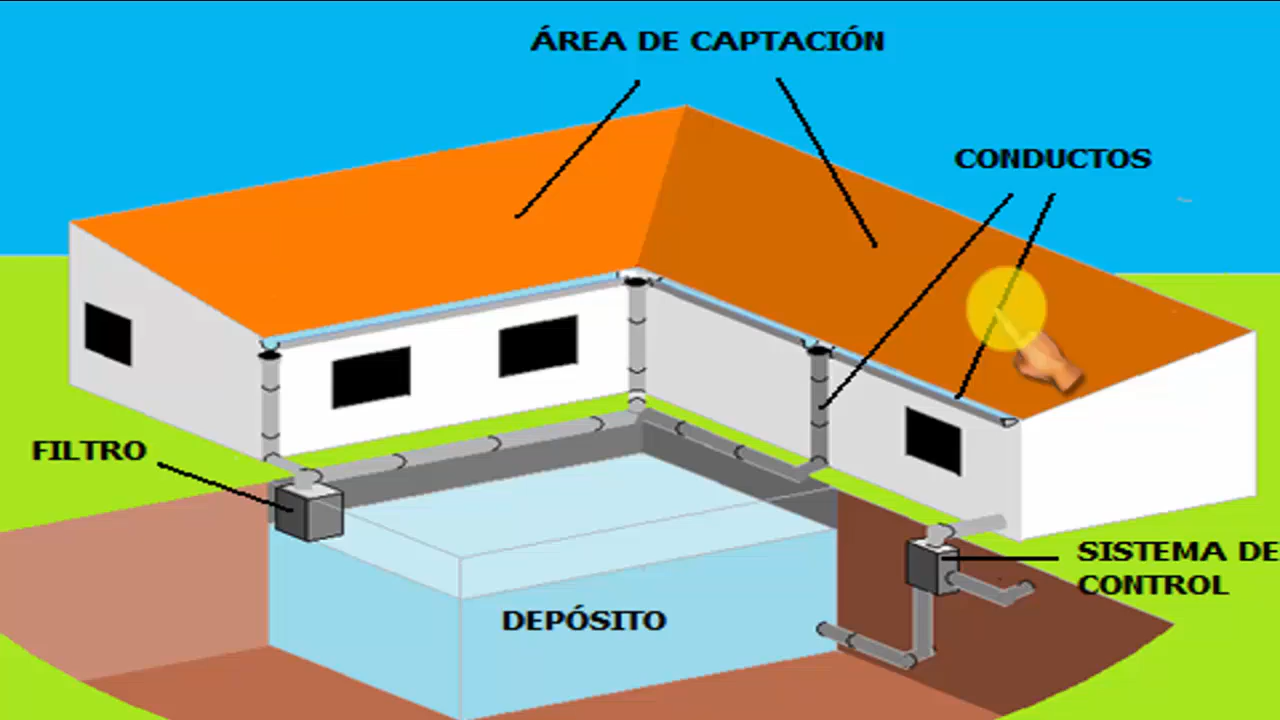 ÁREA DE CAPTACIÓN
CONDUCTOS
FILTRO
SISTEMA DE
CONTROL
DEPÓSITO